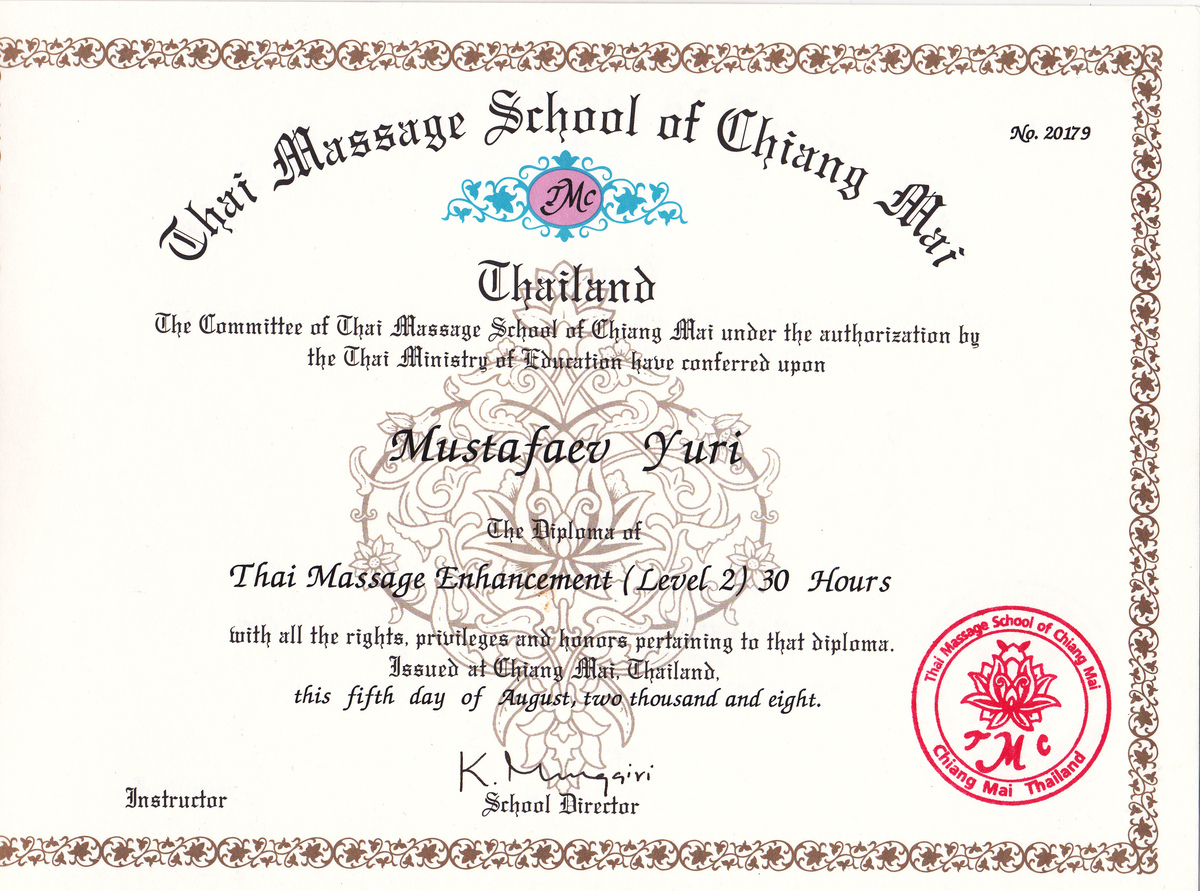 Thai Massage School of Chiang Mai
No. 20179
TMC
Thailand
The Committee of Thai Massage School of Chiang Mai under the authorization by
the Thai Ministry of Education have conferred upon
Mustafaev Yuri
The Diploma of
Thai Massage Enhancement (Level 2) 30 Hours
with all the rights, privileges and honors pertaining to that diploma.
Issued at Chiang Mai, Thailand,
this fifth day of August, two thousand and eight.
K.
Instructor
School Director
Thai Massage School of Chiang Mai
TMC
Chiang Mai Thailand